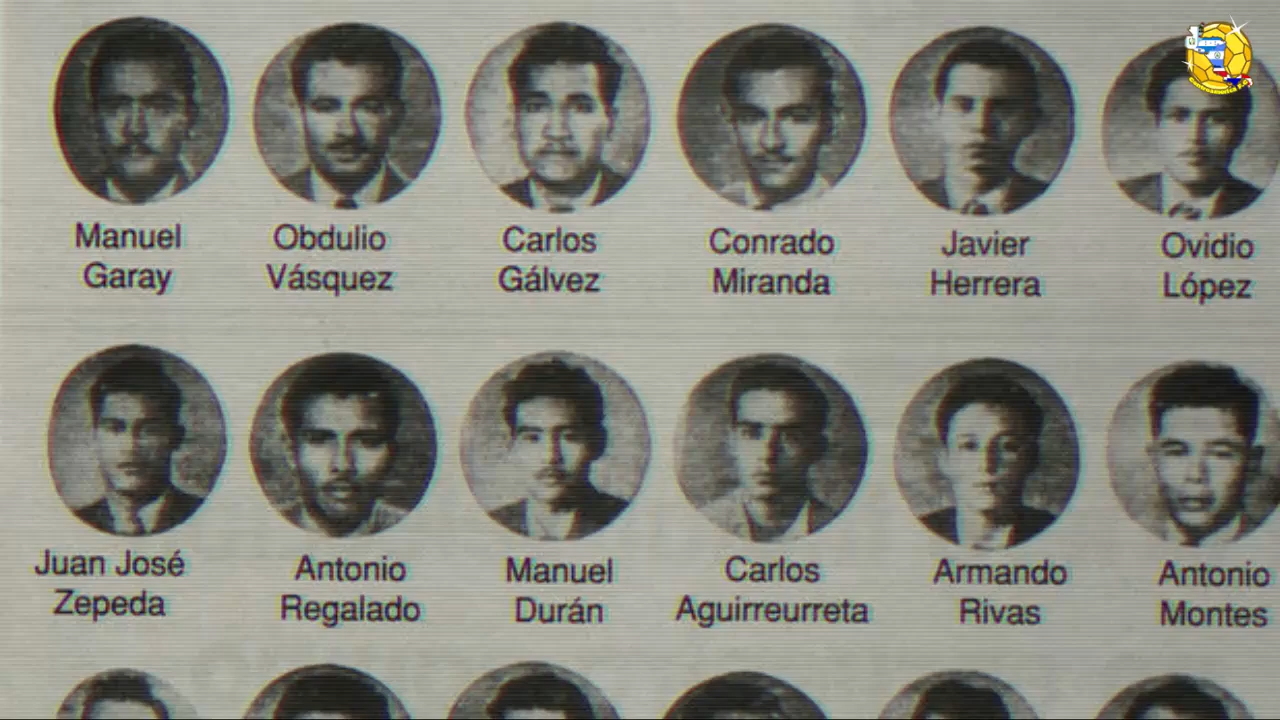 Manuel
Garay
Obdulio
Vásquez
Carlos
Gálvez
Conrado
Miranda
Javier
Herrera
Ovidio
López
Juan José
Zepeda
Antonio
Regalado
Manuel
Durán
Carlos
Aguirreurreta
Armando
Rivas
Antonio
Montes